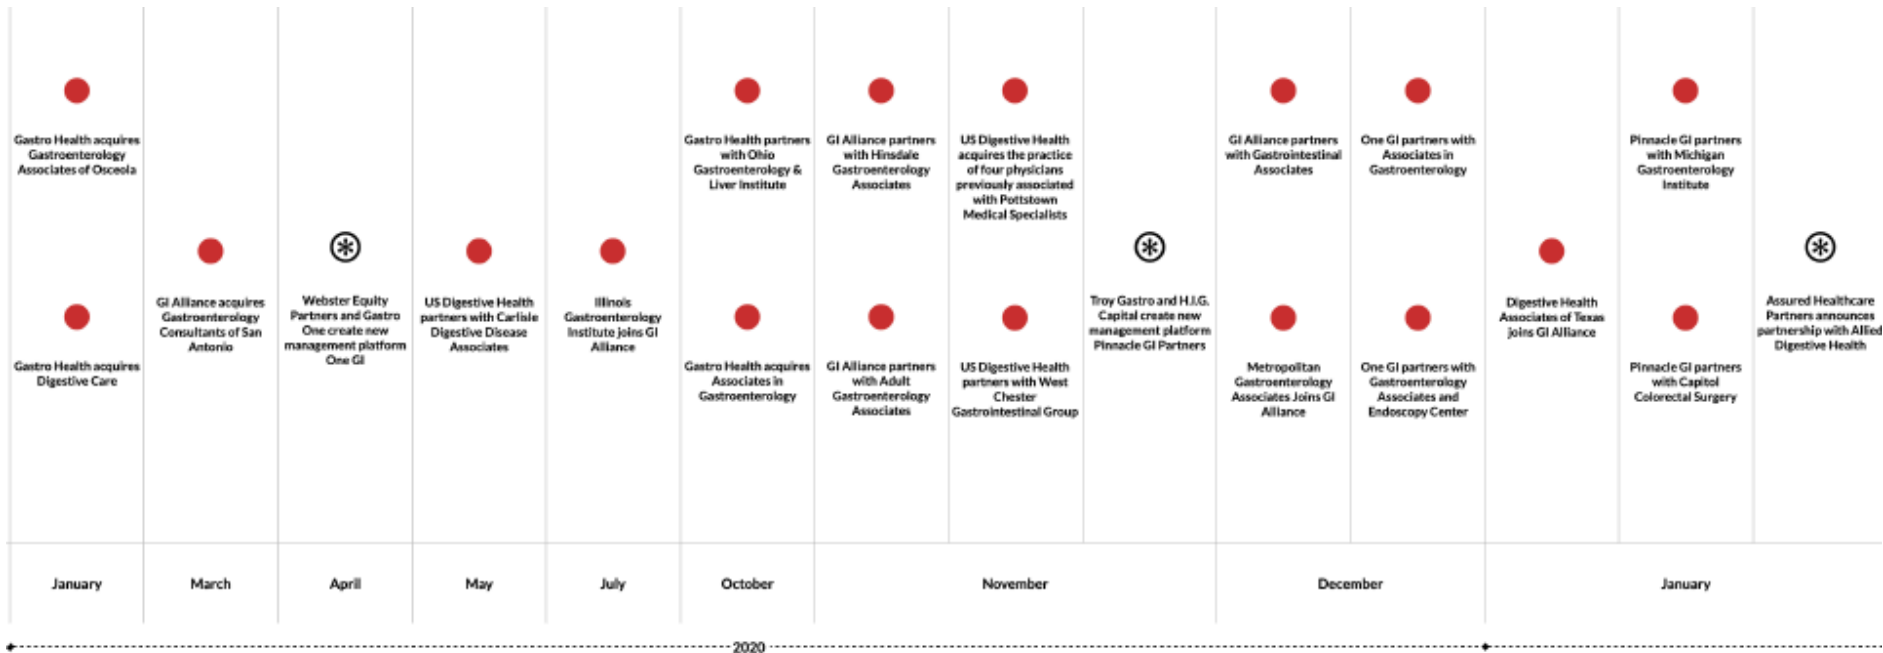 Gastro Health acquires
Gastroenterology
Associates of Osceola
Gastro Health acquires
Digestive Care
GI Alliance acquires
Gastroenterology
Consultants of San
Antonio
Webster Equity
Partners and Gastro
One create new
management platform
One GI
US Digestive Health
partners with Carlisle
Digestive Disease
Associates
Illinois
Gastroenterology
Institute joins GI
Alliance
Gastro Health partners
with Ohio
Gastroenterology &
Liver Institute
Gastro Health acquires
Associates in
Gastroenterology
GI Alliance partners
with Hinsdale
Gastroenterology
Associates
GI Alliance partners
with Adult
Gastroenterology
Associates
US Digestive Health
acquires the practice
of four physicians
previously associated
with Pottstown
Medical Specialists
US Digestive Health
partners with West
Chester
Gastrointestinal Group
Troy Gastro and H.I.G.
Capital create new
management platform
Pinnacle GI Partners
GI Alliance partners
with Gastrointestinal
Associates
Metropolitan
Gastroenterology
Associates Joins GI
Alliance
One GI partners with
Associates in
Gastroenterology
One GI partners with
Gastroenterology
Associates and
Endoscopy Center
Digestive Health
Associates of Texas
joins GI Alliance
Pinnacle GI partners
with Michigan
Gastroenterology
Institute
Pinnacle GI partners
with Capitol
Colorectal Surgery
Assured Healthcare
Partners announces
partnership with Allied
Digestive Health
January
March
April
May
July
October
November
December
January
2020